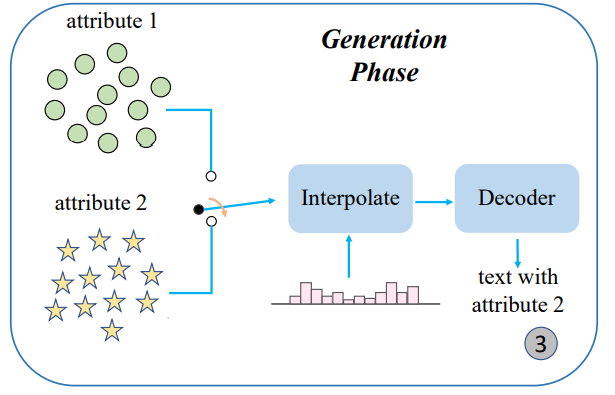 attribute 1
Generation
Phase
attribute 2
Interpolate
Decoder
text with
attribute 2
3